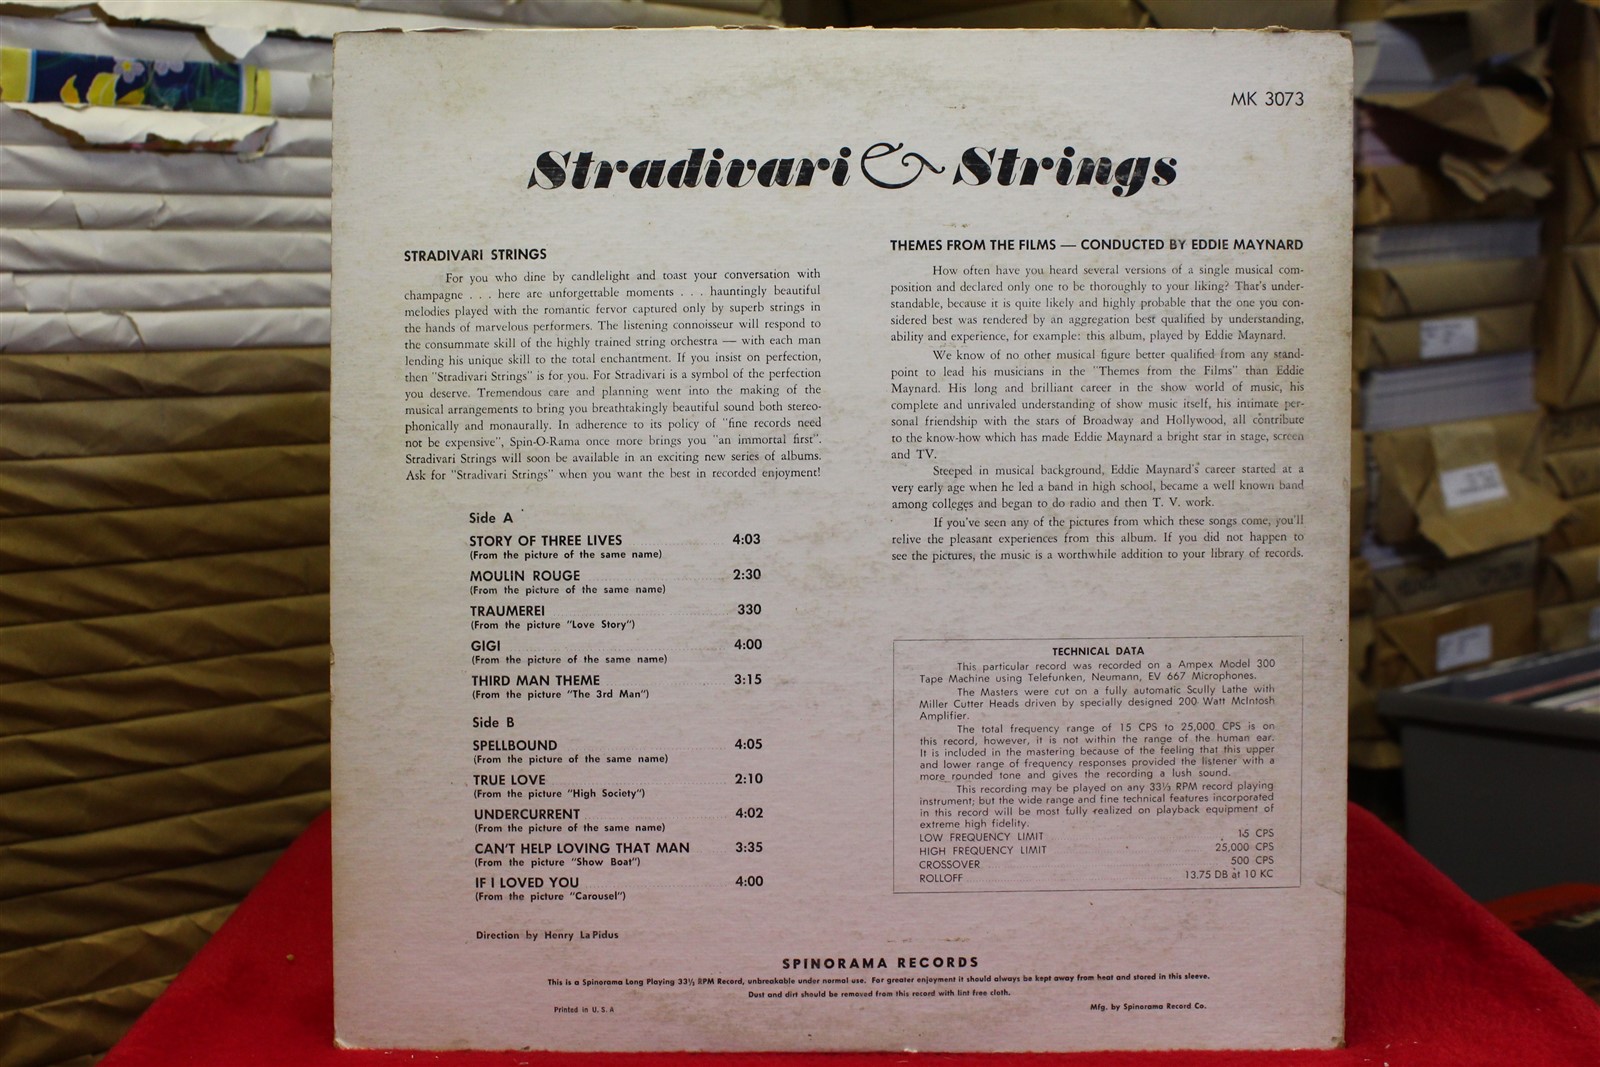 MK 3073
Stradivari & Strings
STRADIVARI STRINGS
For you who dine by candlelight and toast your conversation with
champagne . . . here are unforgettable moments . . . hauntingly beautiful
melodies played with the romantic fervor captured only by superb strings in
the hands of marvelous performers. The listening connoisseur will respond to
the consummate skill of the highly trained string orchestra — with each man
lending his unique skill to the total enchantment. If you insist on perfection,
then "Stradivari Strings" is for you. For Stradivari is a symbol of the perfection
you deserve. Tremendous care and planning went into the making of the
musical arrangements to bring you breathtakingly beautiful sound both stereo-
phonically and monaurally. In adherence to its policy of "fine records need
not be expensive", Spin-O-Rama once more brings you "an immortal first".
Stradivari Strings will soon be available in an exciting new series of albums.
Ask for "Stradivari Strings" when you want the best in recorded enjoyment!
Side A
STORY OF THREE LIVES 4:03
(From the picture of the same name)
MOULIN ROUGE 2:30
(From the picture of the same name)
TRAUMEREI 330
(From the picture "Love Story")
GIGI 4:00
(From the picture of the same name)
THIRD MAN THEME 3:15
(From the picture "The 3rd Man")
Side B
SPELLBOUND 4:05
(From the picture of the same name)
TRUE LOVE 2:10
(From the picture "High Society")
UNDERCURRENT 4:02
(From the picture of the same name)
CAN'T HELP LOVING THAT MAN 3:35
(From the picture "Show Boat")
IF I LOVED YOU 4:00
(From the picture "Carousel")
Direction by Henry La Pidus
THEMES FROM THE FILMS — CONDUCTED BY EDDIE MAYNARD
How often have you heard several versions of a single musical com-
position and declared only one to be thoroughly to your liking? That's under-
standable, because it is quite likely and highly probable that the one you con-
sidered best was rendered by an aggregation best qualified by understanding,
ability and experience, for example: this album, played by Eddie Maynard.
We know of no other musical figure better qualified from any stand-
point to lead his musicians in the "Themes from the Films" than Eddie
Maynard. His long and brilliant career in the show world of music, his
complete and unrivaled understanding of show music itself, his intimate per-
sonal friendship with the stars of Broadway and Hollywood, all contribute
to the know-how which has made Eddie Maynard a bright star in stage, screen
and TV.
Steeped in musical background, Eddie Maynard's career started at a
very early age when he led a band in high school, became a well known band
among colleges and began to do radio and then T. V. work.
If you've seen any of the pictures from which these songs come, you'll
relive the pleasant experiences from this album. If you did not happen to
see the pictures, the music is a worthwhile addition to your library of records.
TECHNICAL DATA
This particular record was recorded on a Ampex Model 300
Tape Machine using Telefunken, Neumann, EV 667 Microphones.
The Masters were cut on a fully automatic Scully Lathe with
Miller Cutter Heads driven by specially designed 200 Watt McIntosh
Amplifier.
The total frequency range of 15 CPS to 25,000 CPS is on
this record, however, it is not within the range of the human ear.
It is included in the mastering because of the feeling that this upper
and lower range of frequency responses provided the listener with a
more rounded tone and gives the recording a lush sound.
This recording may be played on any 33⅓ RPM record playing
instrument; but the wide range and fine technical features incorporated
in this record will be most fully realized on playback equipment of
extreme high fidelity.
LOW FREQUENCY LIMIT 15 CPS
HIGH FREQUENCY LIMIT 25,000 CPS
CROSSOVER 500 CPS
ROLLOFF 13.75 DB at 10 KC
SPINORAMA RECORDS
This is a Spinorama Long Playing 33⅓ RPM Record, unbreakable under normal use. For greater enjoyment it should always be kept away from heat and stored in this sleeve.
Dust and dirt should be removed from this record with lint free cloth.
Printed in U. S. A
Mfg. by Spinorama Record Co.